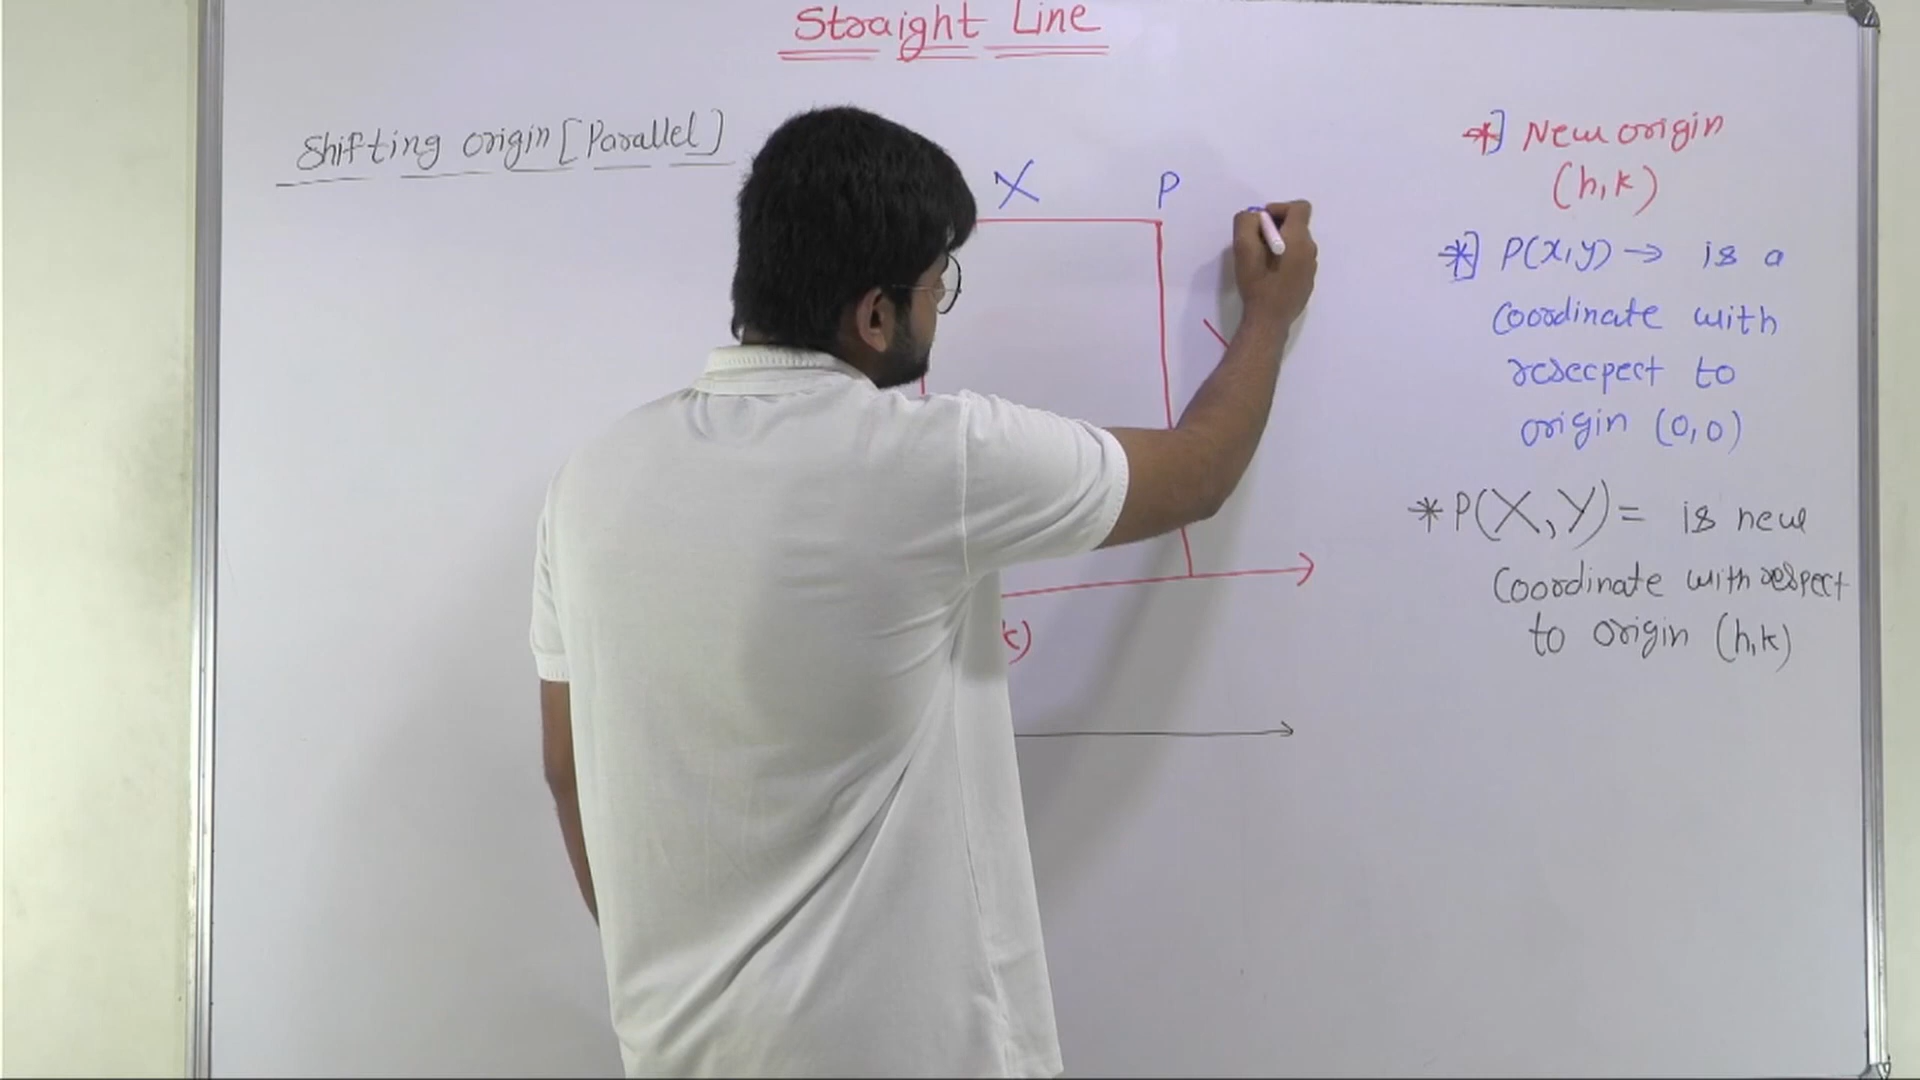 Straight Line
Shifting origin [Parallel]
X
P
k)
*] New origin
(h,k)
*] P(x,y) → is a
Coordinate with
resecpect to
origin (0,0)
* P(X,Y) = is new
Coordinate with respect
to origin (h,k)